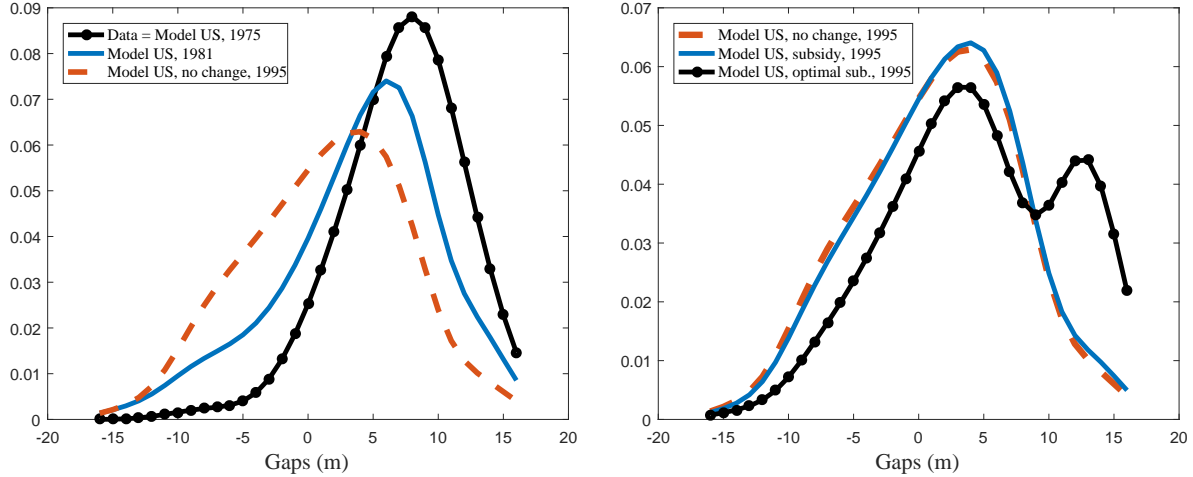 0.09
0.08
0.07
0.06
0.05
0.04
0.03
0.02
0.01
0
-20 -15 -10 -5 0 5 10 15 20
Gaps (m)
Data = Model US, 1975
Model US, 1981
Model US, no change, 1995
0.07
0.06
0.05
0.04
0.03
0.02
0.01
0
-20 -15 -10 -5 0 5 10 15 20
Gaps (m)
Model US, no change, 1995
Model US, subsidy, 1995
Model US, optimal sub., 1995